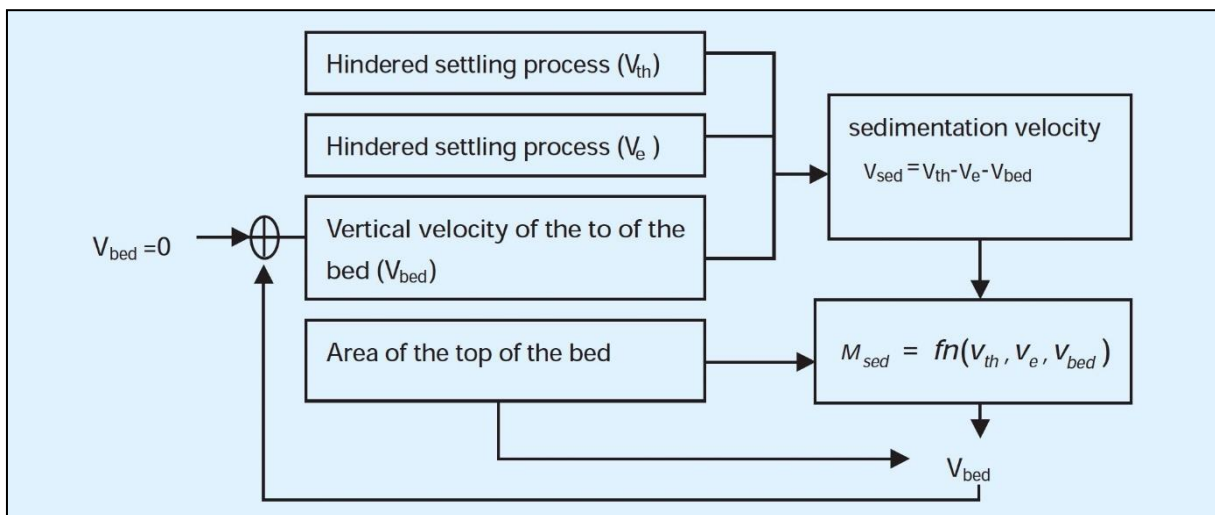 Hindered settling process (Vth)
Hindered settling process (Ve )
Vertical velocity of the to of the
bed (Vbed)
Vbed =0
Area of the top of the bed
sedimentation velocity
Vsed = Vth-Ve-Vbed
Msed = fn(vth , ve , vbed )
Vbed